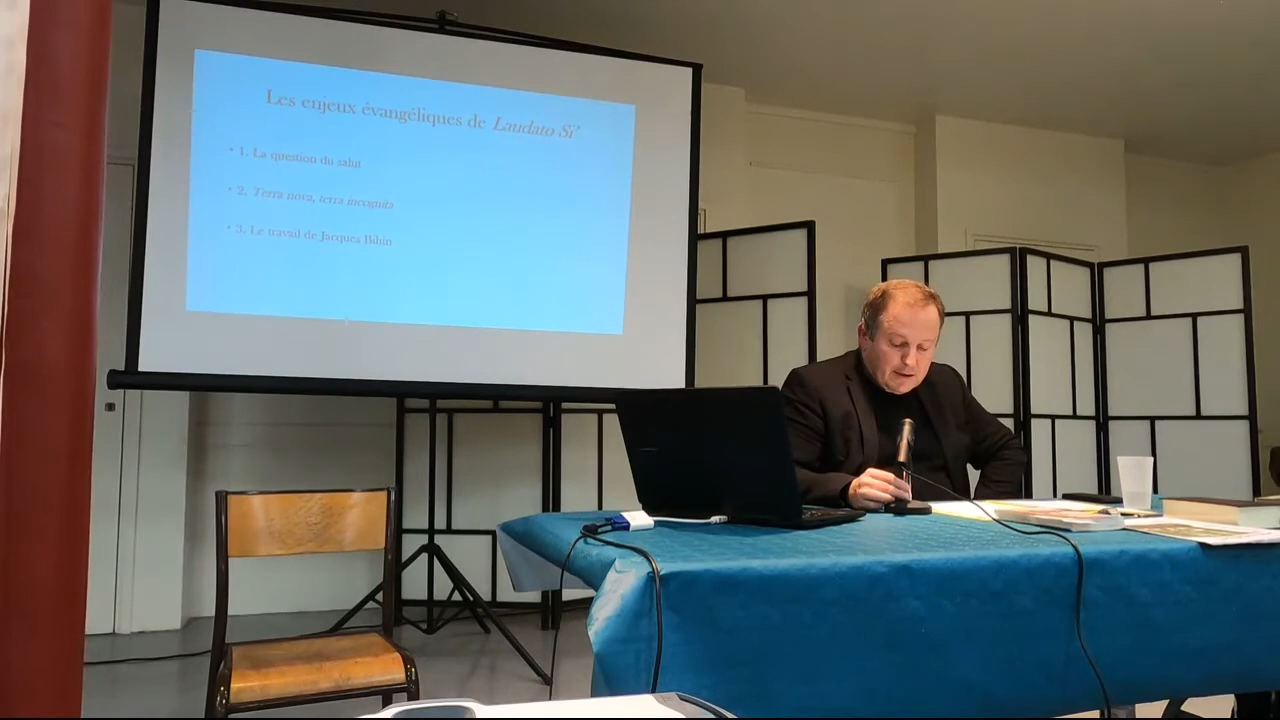 Les enjeux évangéliques de Laudato Si'
• 1. La question du salut
• 2. Terra nova, terra incognita
• 3. Le travail de Jacques Bihin